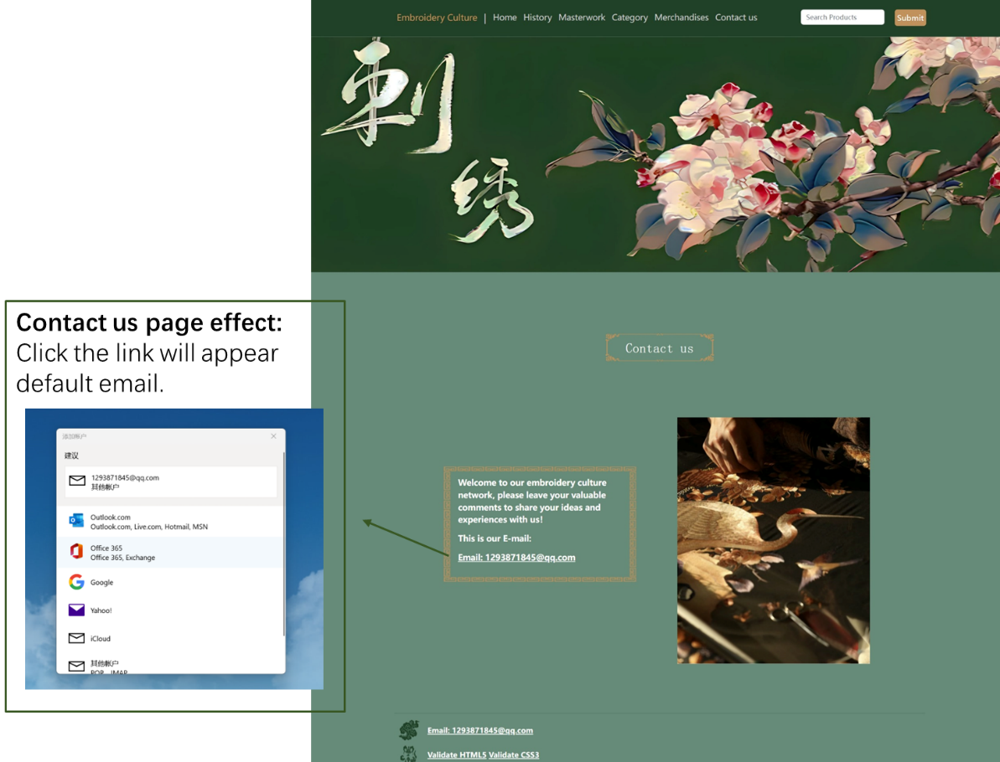 Embroidery Culture | Home History Masterwork Category Merchandises Contact us
Search Products
Submit
刺
绣
Contact us page effect:
Click the link will appear
default email.
添加帐户
建议
1293871845@qq.com
其他帐户
Outlook.com
Outlook.com, Live.com, Hotmail, MSN
Office 365
Office 365, Exchange
Google
Yahoo!
iCloud
其他帐户
POP、IMAP
Contact us
Welcome to our embroidery culture
network, please leave your valuable
comments to share your ideas and
experiences with us!
This is our E-mail:
Email: 1293871845@qq.com
Email: 1293871845@qq.com
Validate HTML5 Validate CSS3